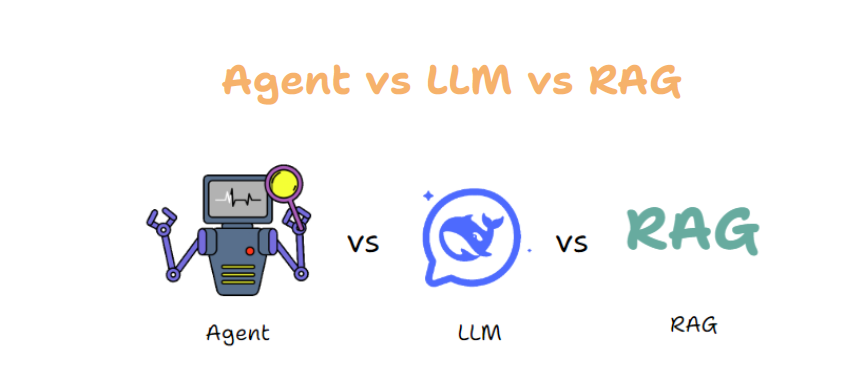 Agent vs LLM vs RAG
vs
vs
RAG
Agent
LLM
RAG